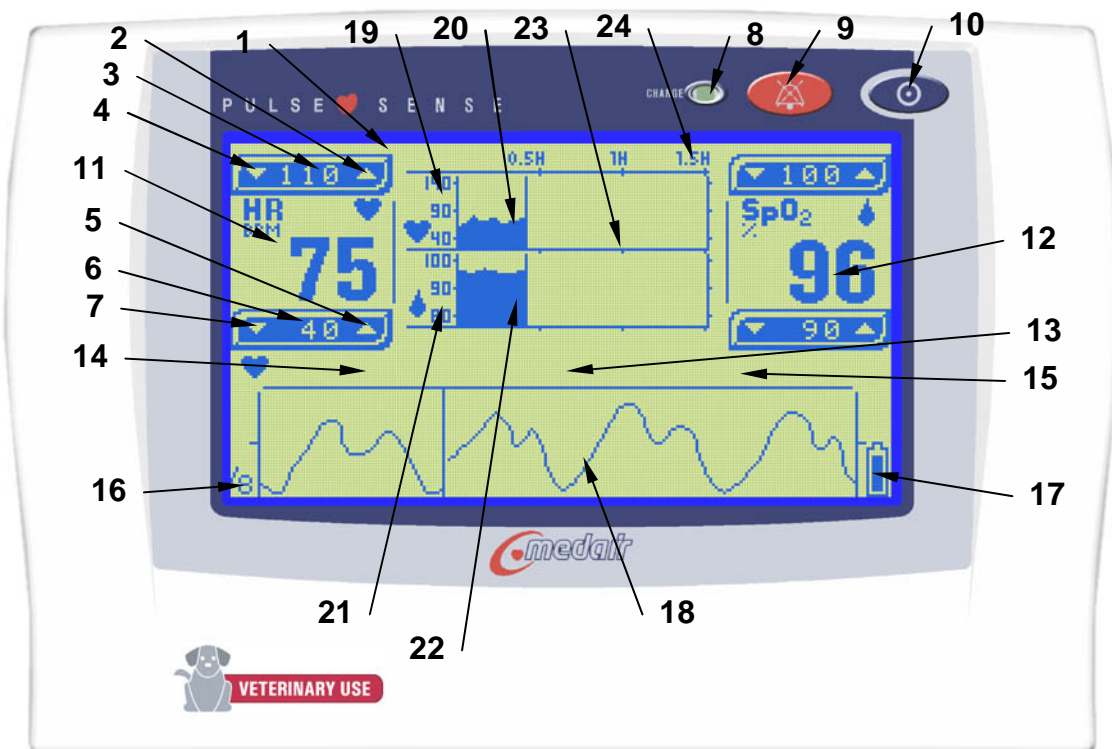 2 19 1 20 23 24 8 9 10
3
4
11
5
6
7
14
16
12
13
15
17
21 22 18
CHARGE
PULSE SENSE
0.5H 1H 1.5H
110 140 100
HR 90 SpO2
BPM 40 %
75 100 96
90
40 80 90
8
medair
VETERINARY USE